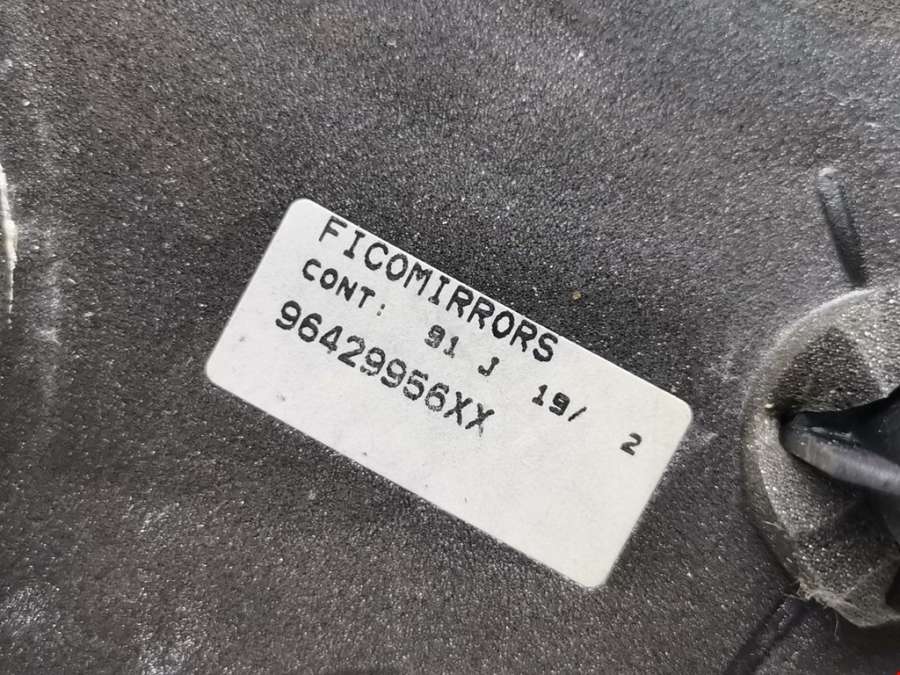 FICOMIRRORS
CONT: 91 J 19/ 2
96429956XX